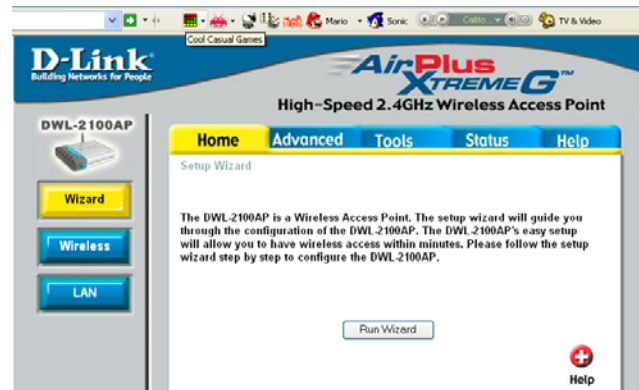 Mario
Sonic
TV & Video
Cool Casual Games
D-Link
Building Networks for People
AirPlus
XTREME G™
High-Speed 2.4GHz Wireless Access Point
DWL-2100AP
Home
Advanced
Tools
Status
Help
Setup Wizard
Wizard
Wireless
LAN
The DWL-2100AP is a Wireless Access Point. The setup wizard will guide you
through the configuration of the DWL-2100AP. The DWL-2100AP's easy setup
will allow you to have wireless access within minutes. Please follow the setup
wizard step by step to configure the DWL-2100AP.
Run Wizard
Help